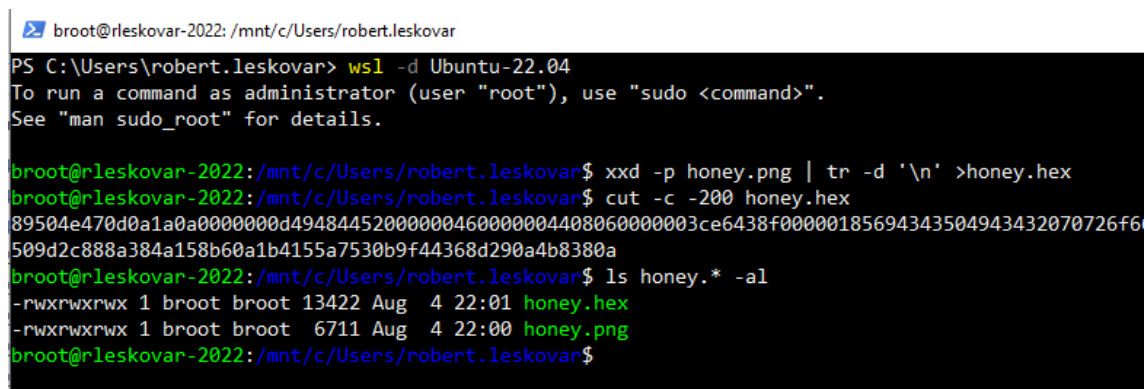 broot@rleskovar-2022: /mnt/c/Users/robert.leskovar
PS C:\Users\robert.leskovar> wsl -d Ubuntu-22.04
To run a command as administrator (user "root"), use "sudo <command>".
See "man sudo_root" for details.
broot@rleskovar-2022:/mnt/c/Users/robert.leskovar$ xxd -p honey.png | tr -d '\n' >honey.hex
broot@rleskovar-2022:/mnt/c/Users/robert.leskovar$ cut -c -200 honey.hex
89504e470d0a1a0a0000000d49484452000000460000004408060000003ce6438f00000185694343504943432070726f6
509d2c888a384a158b60a1b4155a7530b9f44368d290a4b8380a
broot@rleskovar-2022:/mnt/c/Users/robert.leskovar$ ls honey.* -al
-rwxrwxrwx 1 broot broot 13422 Aug  4 22:01 honey.hex
-rwxrwxrwx 1 broot broot  6711 Aug  4 22:00 honey.png
broot@rleskovar-2022:/mnt/c/Users/robert.leskovar$